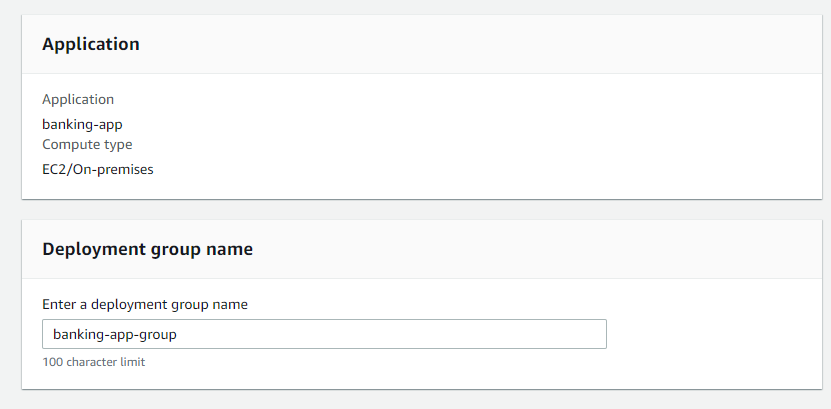 Application
Application
banking-app
Compute type
EC2/On-premises
Deployment group name
Enter a deployment group name
banking-app-group
100 character limit